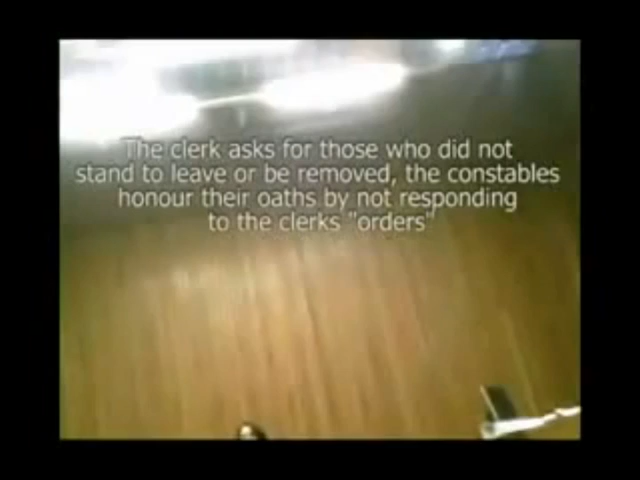 The clerk asks for those who did not
stand to leave or be removed, the constables
honour their oaths by not responding
to the clerks "orders"